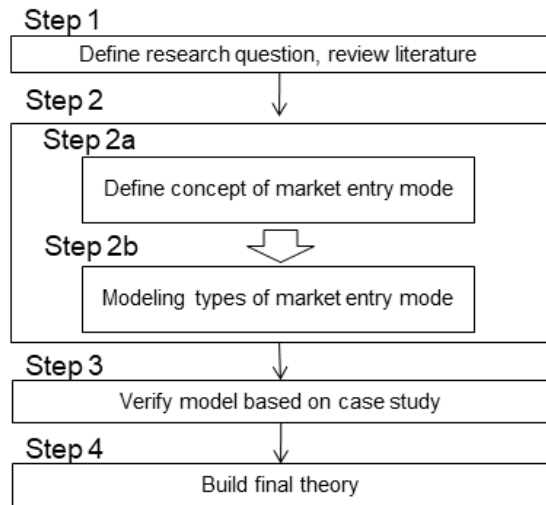 Step 1
Define research question, review literature
Step 2
Step 2a
Define concept of market entry mode
Step 2b
Modeling types of market entry mode
Step 3
Verify model based on case study
Step 4
Build final theory